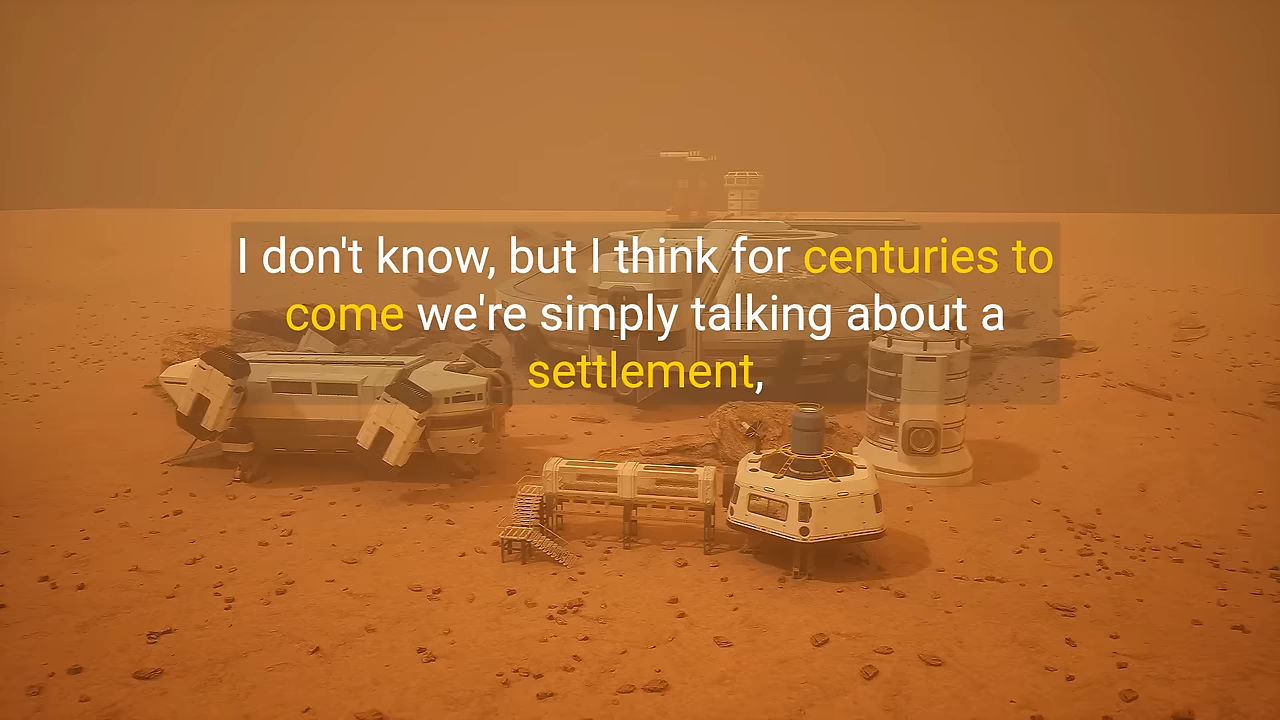 I don't know, but I think for centuries to
come we're simply talking about a
settlement,